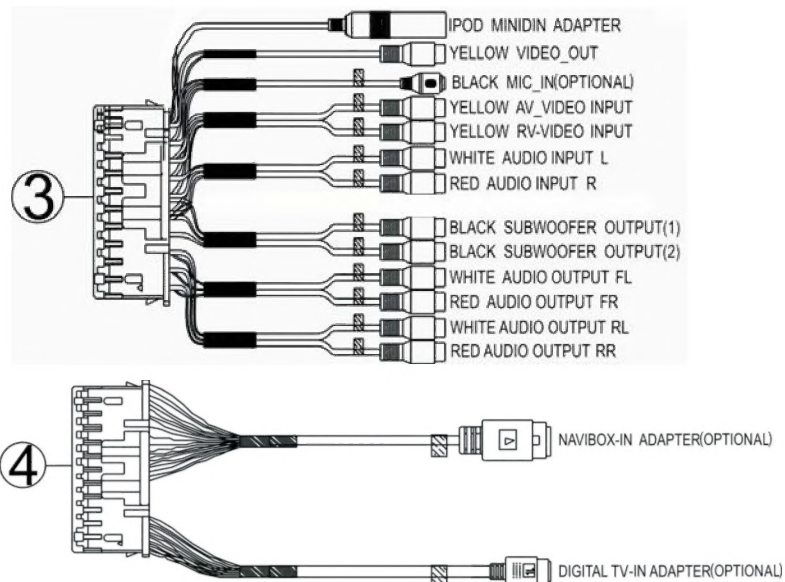 IPOD MINIDIN ADAPTER
YELLOW VIDEO_OUT
BLACK MIC_IN(OPTIONAL)
YELLOW AV_VIDEO INPUT
YELLOW RV-VIDEO INPUT
WHITE AUDIO INPUT L
RED AUDIO INPUT R
3
BLACK SUBWOOFER OUTPUT(1)
BLACK SUBWOOFER OUTPUT(2)
WHITE AUDIO OUTPUT FL
RED AUDIO OUTPUT FR
WHITE AUDIO OUTPUT RL
RED AUDIO OUTPUT RR
NAVIBOX-IN ADAPTER(OPTIONAL)
4
DIGITAL TV-IN ADAPTER(OPTIONAL)